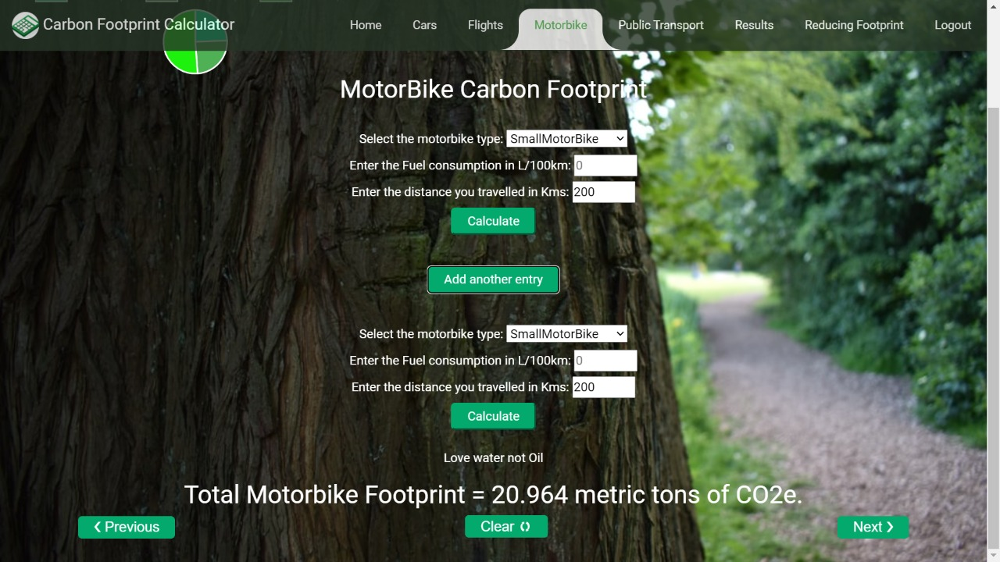 Carbon Footprint Calculator
Home Cars Flights Motorbike Public Transport Results Reducing Footprint Logout
MotorBike Carbon Footprint
Select the motorbike type: SmallMotorBike
Enter the Fuel consumption in L/100km: 0
Enter the distance you travelled in Kms: 200
Calculate
Add another entry
Select the motorbike type: SmallMotorBike
Enter the Fuel consumption in L/100km: 0
Enter the distance you travelled in Kms: 200
Calculate
Love water not Oil
Total Motorbike Footprint = 20.964 metric tons of CO2e.
❮ Previous Clear Next ❯